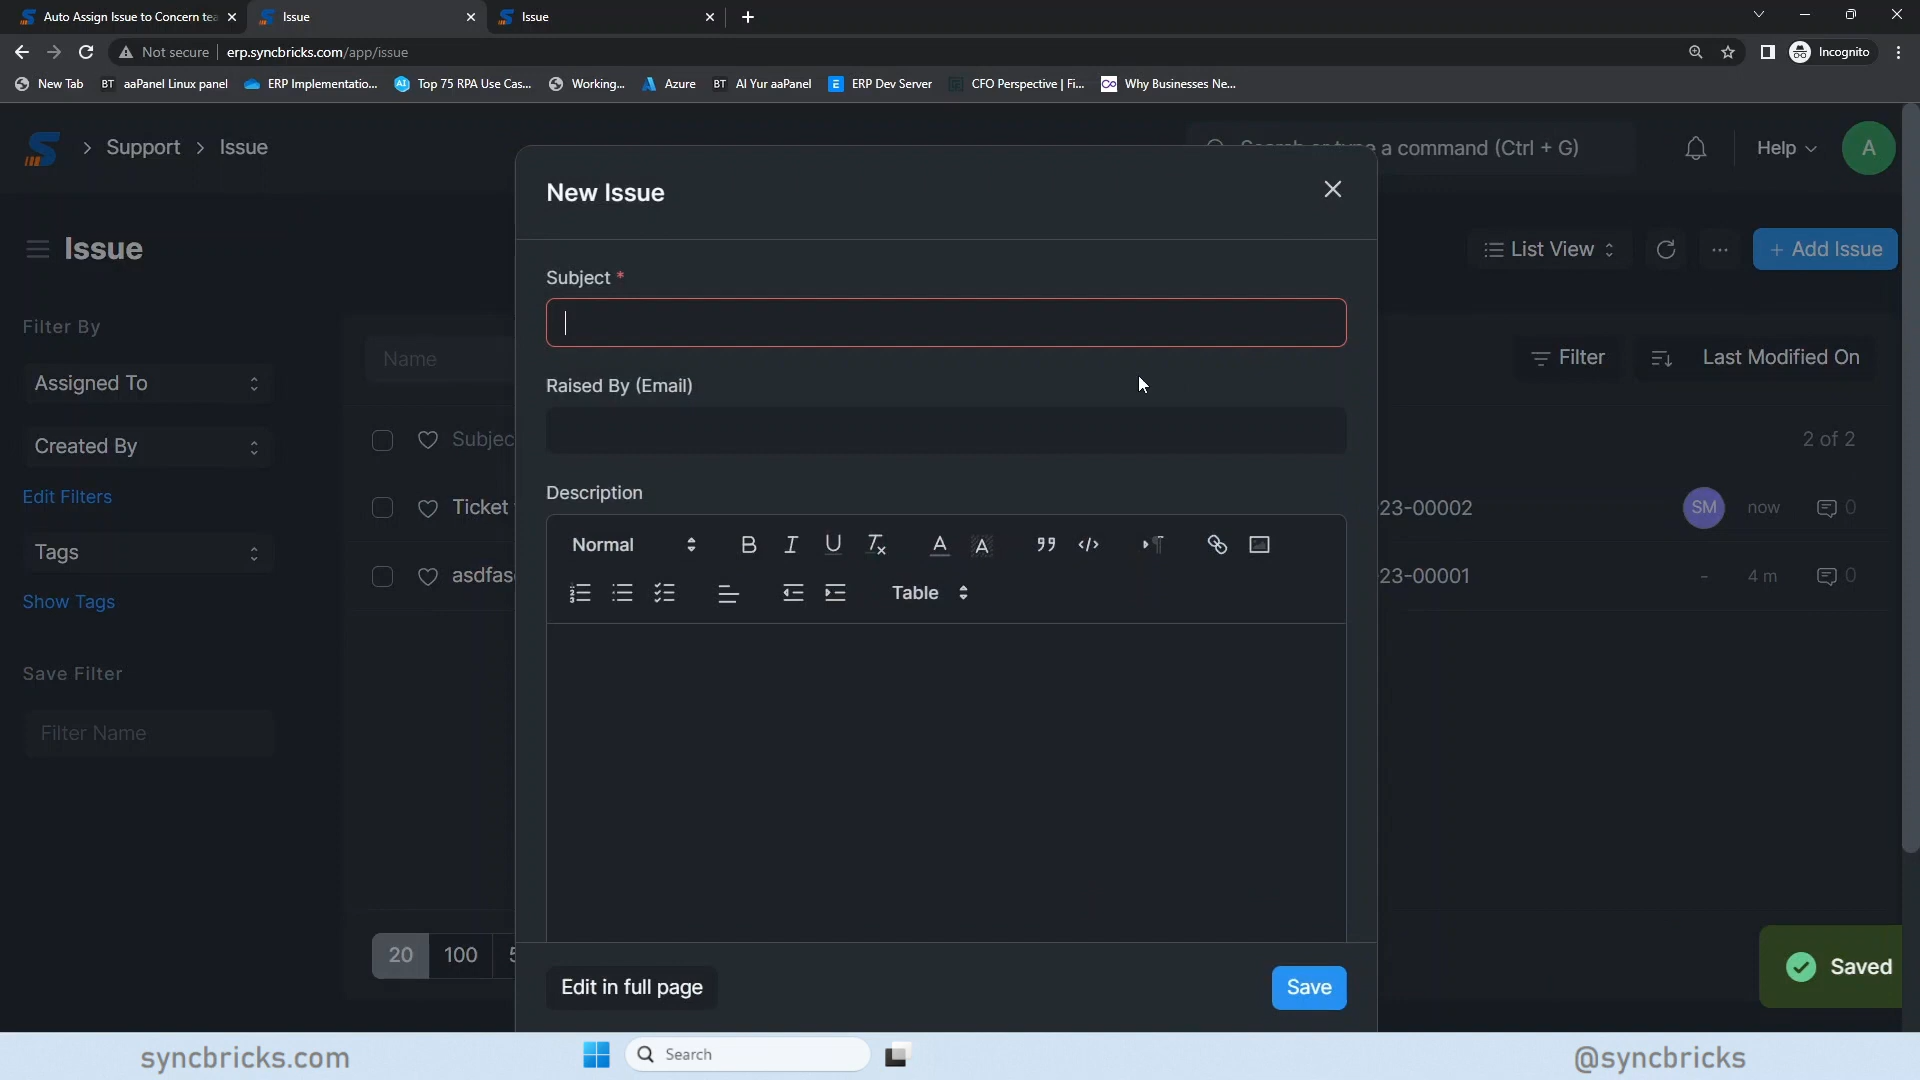 Auto Assign Issue to Concern tea
Issue
Issue
Not secure
erp.syncbricks.com/app/issue
Incognito
New Tab
BT aaPanel Linux panel
ERP Implementatio...
Top 75 RPA Use Cas...
Working...
Azure
BT Al Yur aaPanel
ERP Dev Server
CFO Perspective | Fi...
Why Businesses Ne...
Support
Issue
a command (Ctrl + G)
Help
A
New Issue
Issue
List View
+ Add Issue
Subject *
Filter By
Assigned To
Name
Filter
Last Modified On
Raised By (Email)
Created By
Subjec
2 of 2
Edit Filters
Description
Ticket
23-00002
SM
now
0
Normal
B I U
Tags
asdfas
23-00001
-
4 m
0
Table
Show Tags
Save Filter
Filter Name
20
100
Edit in full page
Save
Saved
syncbricks.com
Search
@syncbricks